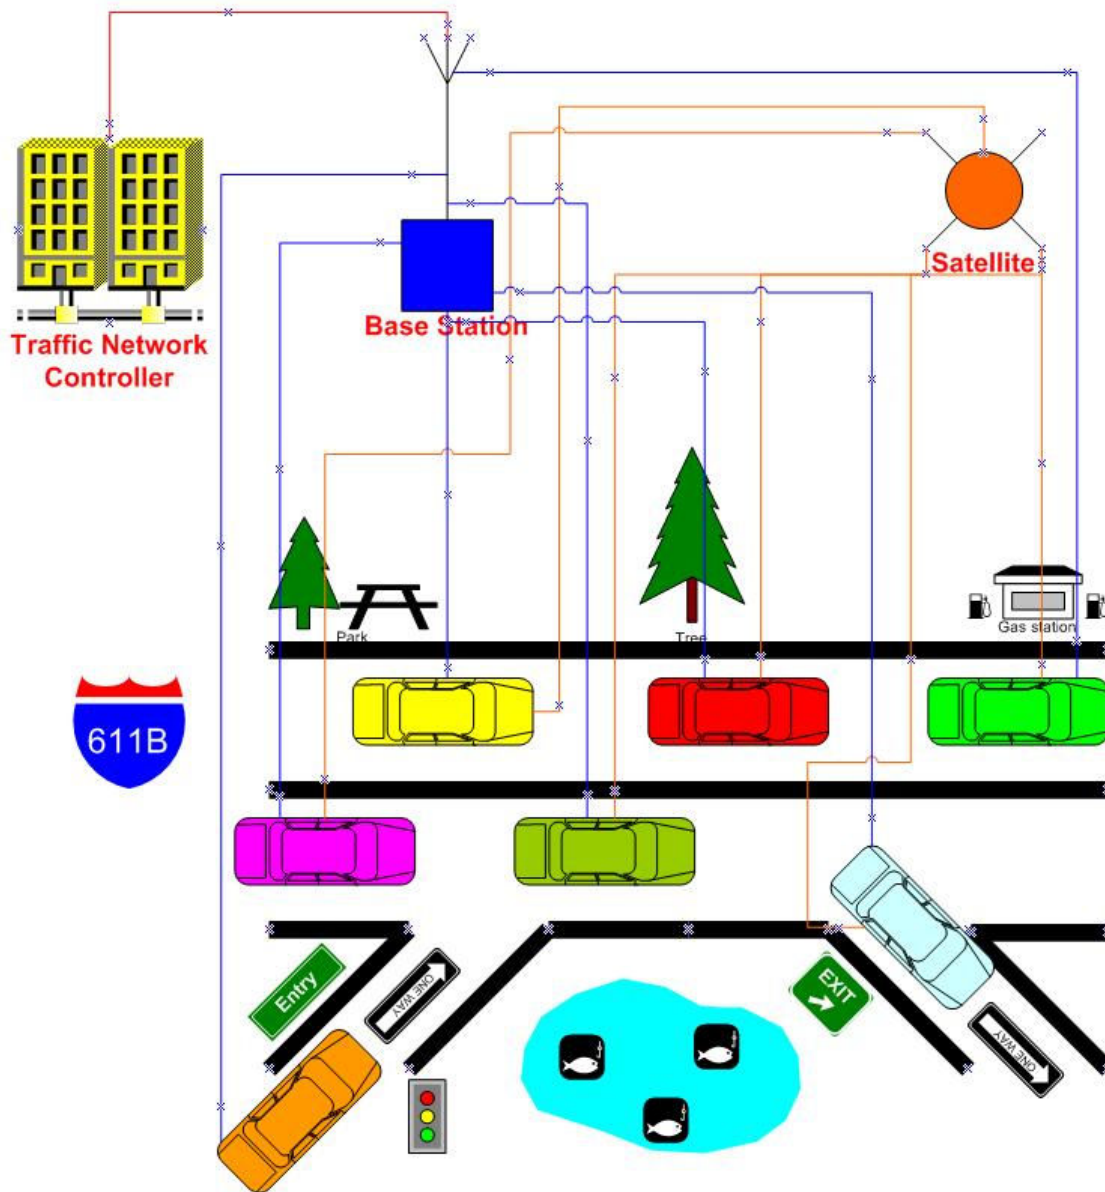 Satellite
Base Station
Traffic Network
Controller
Park
Tree
Gas station
611B
Entry
ONE WAY
EXIT
ONE WAY